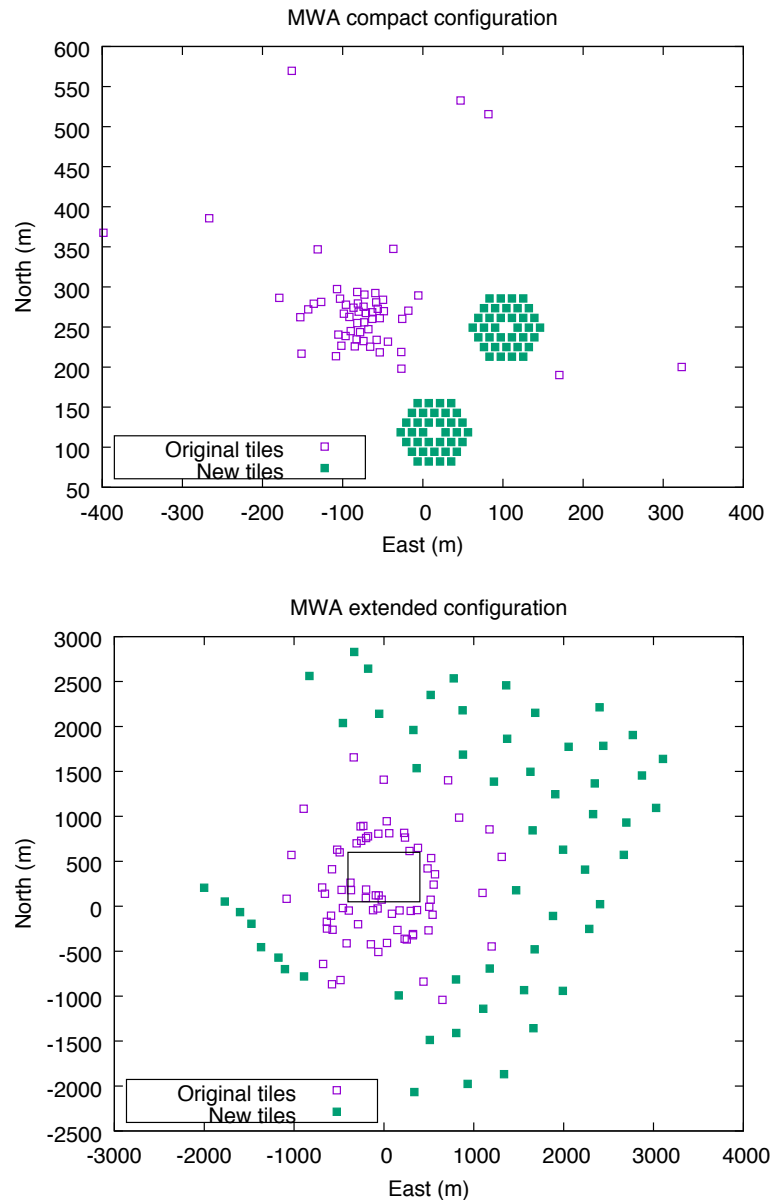 MWA compact configuration
600
550
500
450
400
350
300
250
200
150
100
50
North (m)
Original tiles
New tiles
-400 -300 -200 -100 0 100 200 300 400
East (m)
MWA extended configuration
3000
2500
2000
1500
1000
500
0
-500
-1000
-1500
-2000
-2500
North (m)
Original tiles
New tiles
-3000 -2000 -1000 0 1000 2000 3000 4000
East (m)